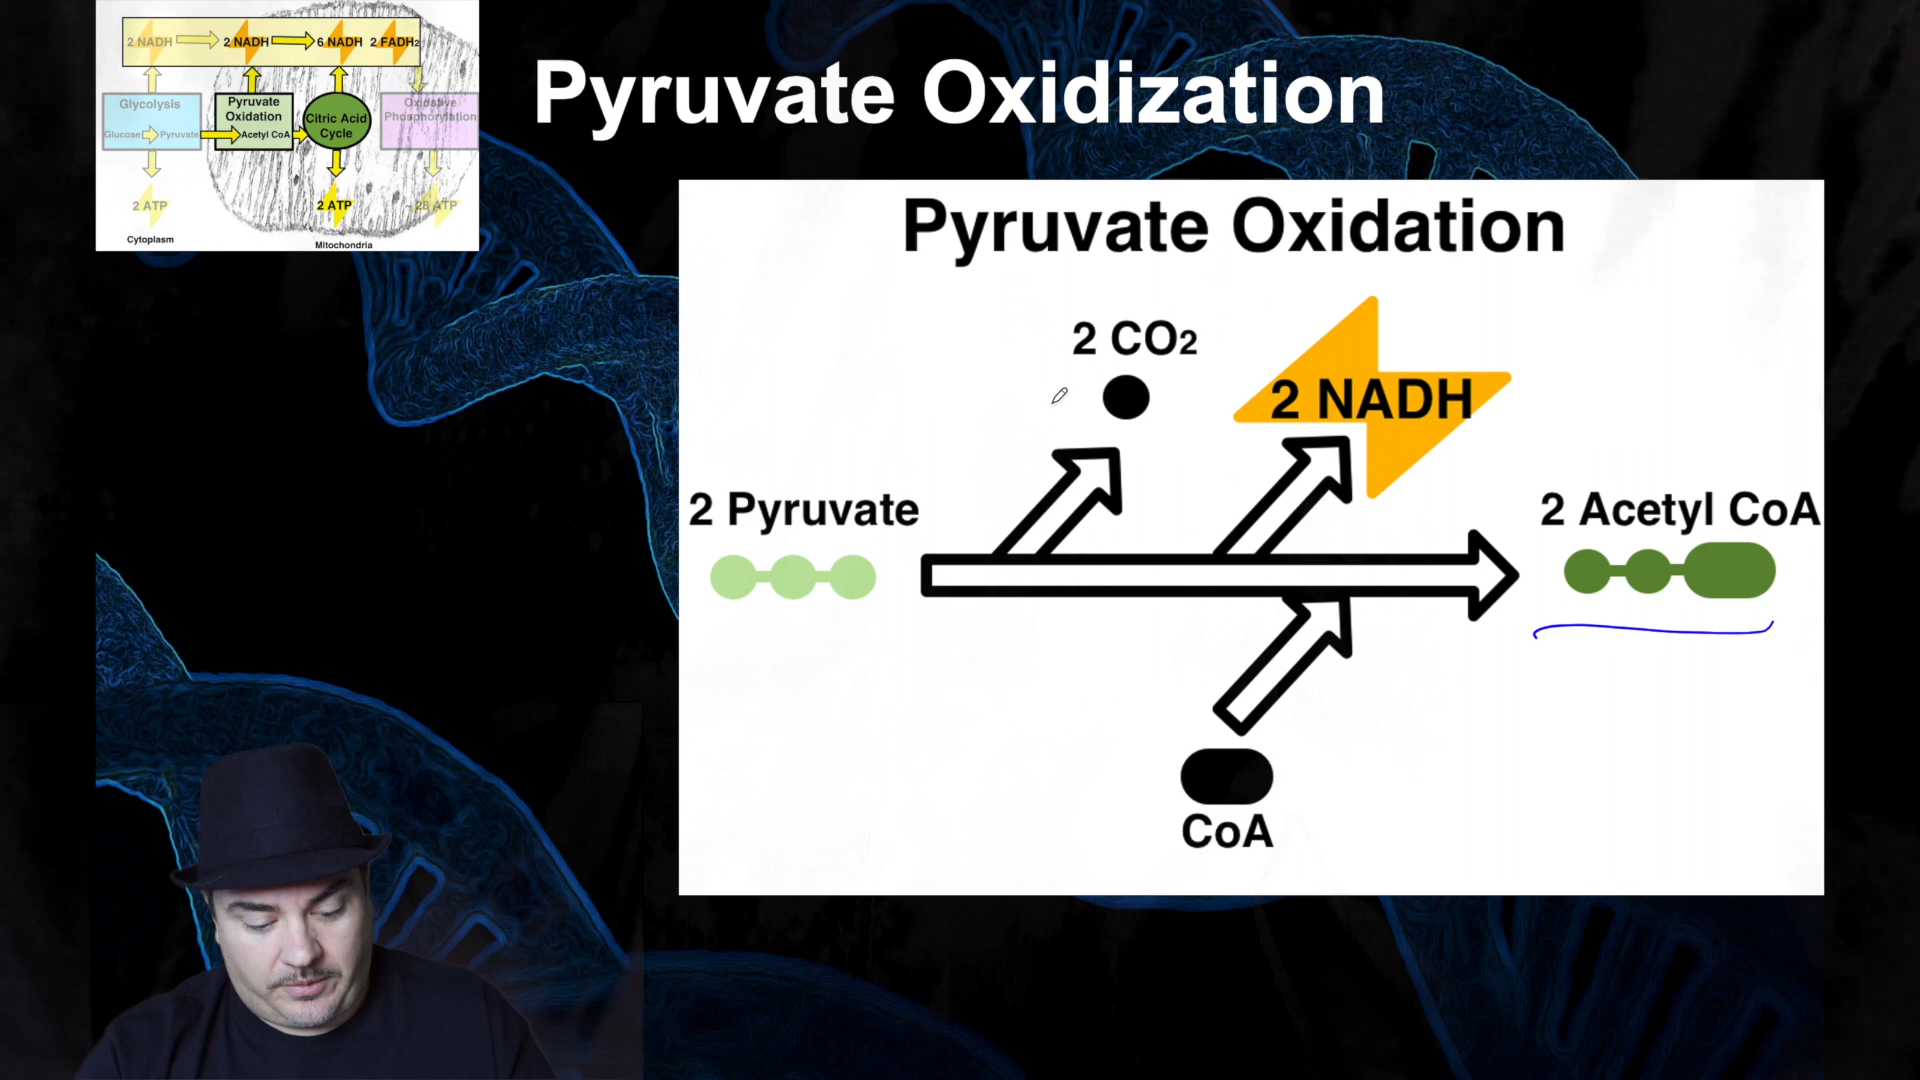 2 NADH 2 NADH 6 NADH 2 FADH2
Glycolysis
Glucose Pyruvate
Pyruvate
Oxidation
Acetyl CoA
Citric Acid
Cycle
Oxidative
Phosphorylation
2 ATP
2 ATP
~ 28 ATP
Cytoplasm
Mitochondria
Pyruvate Oxidization
Pyruvate Oxidation
2 CO2
2 NADH
2 Pyruvate
2 Acetyl CoA
CoA